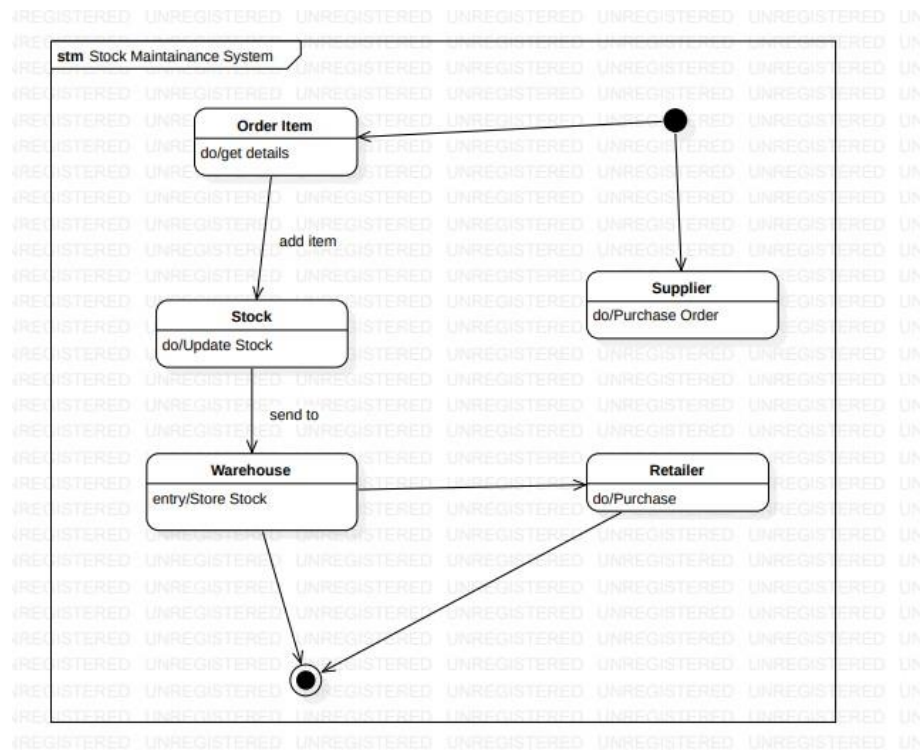 stm Stock Maintainance System
Order Item
do/get details
add item
Supplier
do/Purchase Order
Stock
do/Update Stock
send to
Warehouse
entry/Store Stock
Retailer
do/Purchase
UNREGISTERED